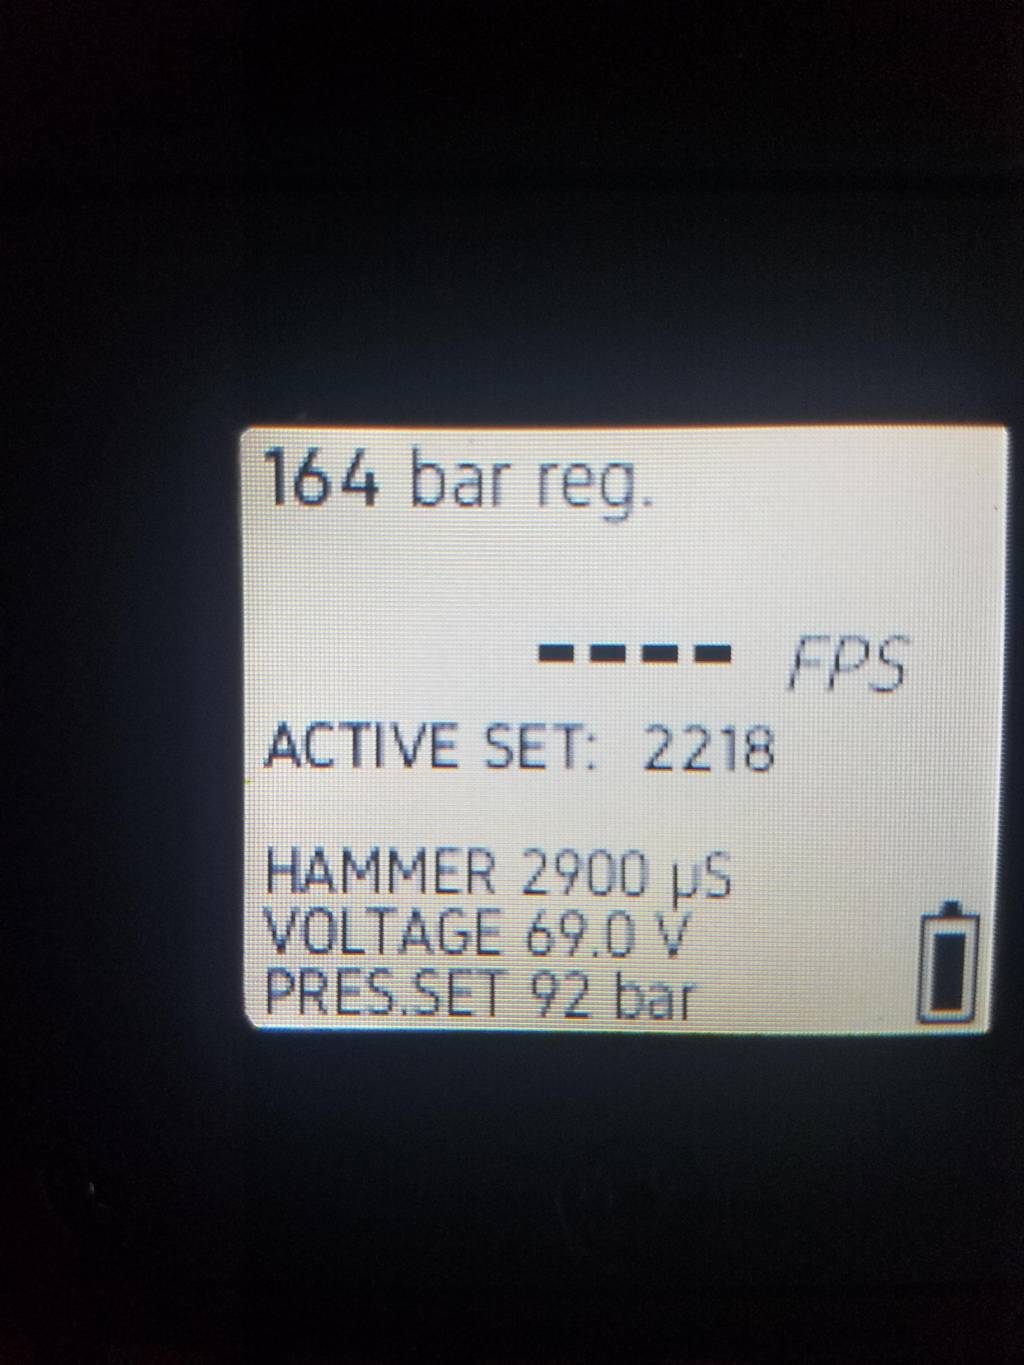 164 bar reg.
---- FPS
ACTIVE SET: 2218
HAMMER 2900 µS
VOLTAGE 69.0 V
PRES.SET 92 bar